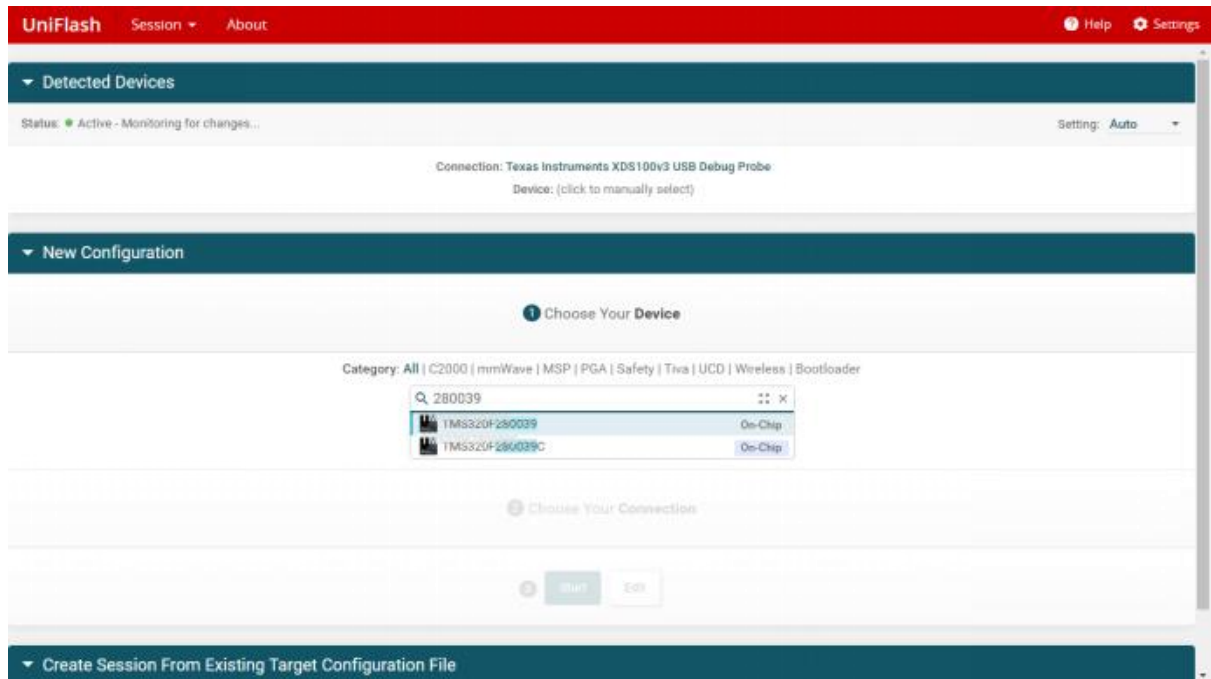 UniFlash Session About Help Settings
Detected Devices
Status: Active - Monitoring for changes... Setting: Auto
Connection: Texas Instruments XDS100v3 USB Debug Probe
Device: (click to manually select)
New Configuration
1 Choose Your Device
Category: All | C2000 | mmWave | MSP | PGA | Safety | Tiva | UCD | Wireless | Bootloader
280039
TMS320F280039 On-Chip
TMS320F280039C On-Chip
2 Choose Your Connection
3 Start Edit
Create Session From Existing Target Configuration File